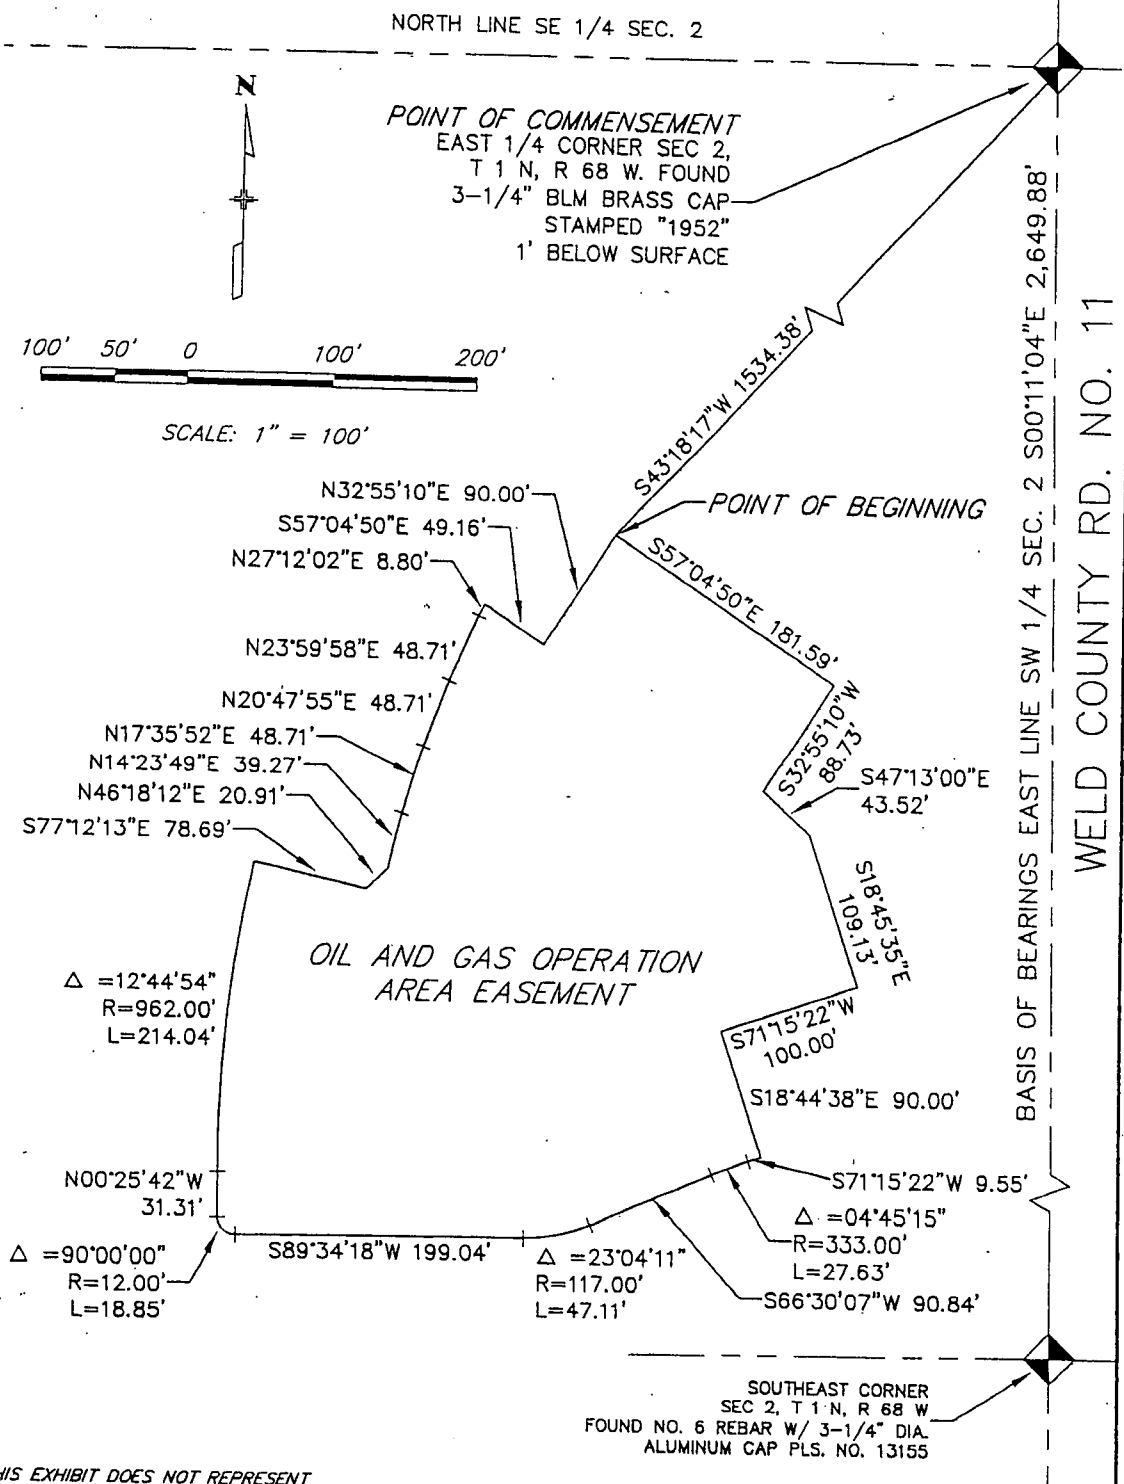 NORTH LINE SE 1/4 SEC. 2
N
POINT OF COMMENSEMENT
EAST 1/4 CORNER SEC 2,
T 1 N, R 68 W. FOUND
3-1/4" BLM BRASS CAP
STAMPED "1952"
1' BELOW SURFACE
100' 50' 0 100' 200'
SCALE: 1" = 100'
S43°18'17"W 1534.38'
BASIS OF BEARINGS EAST LINE SW 1/4 SEC. 2 S00°11'04"E 2,649.88'
WELD COUNTY RD. NO. 11
N32°55'10"E 90.00'
S57°04'50"E 49.16'
N27°12'02"E 8.80'
POINT OF BEGINNING
S57°04'50"E 181.59'
N23°59'58"E 48.71'
N20°47'55"E 48.71'
N17°35'52"E 48.71'
N14°23'49"E 39.27'
N46°18'12"E 20.91'
S77°12'13"E 78.69'
S32°55'10"W
88.73'
S47°13'00"E
43.52'
S18°45'35"E
109.13'
OIL AND GAS OPERATION
AREA EASEMENT
Δ =12°44'54"
R=962.00'
L=214.04'
S71°15'22"W
100.00'
S18°44'38"E 90.00'
N00°25'42"W
31.31'
S71°15'22"W 9.55'
Δ =04°45'15"
R=333.00'
L=27.63'
Δ =90°00'00"
R=12.00'
L=18.85'
S89°34'18"W 199.04'
Δ =23°04'11"
R=117.00'
L=47.11'
S66°30'07"W 90.84'
SOUTHEAST CORNER
SEC 2, T 1 N, R 68 W
FOUND NO. 6 REBAR W/ 3-1/4" DIA.
ALUMINUM CAP PLS. NO. 13155
HIS EXHIBIT DOES NOT REPRESENT